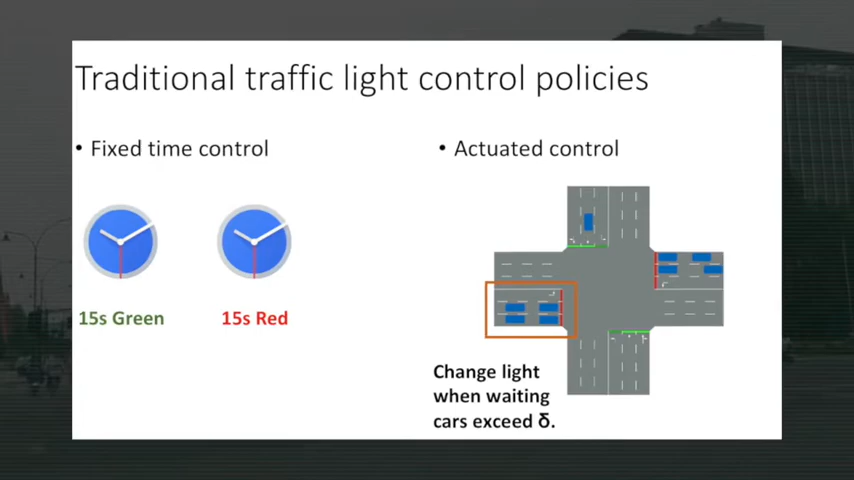 Traditional traffic light control policies
• Fixed time control
• Actuated control
15s Green
15s Red
Change light
when waiting
cars exceed δ.